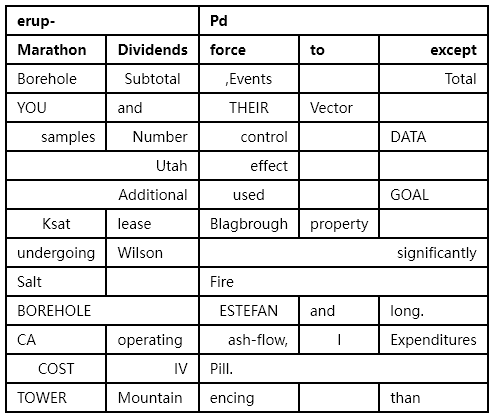 erup- Pd
Marathon Dividends force to except
Borehole Subtotal ,Events Total
YOU and THEIR Vector
samples Number control DATA
Utah effect
Additional used GOAL
Ksat lease Blagbrough property
undergoing Wilson significantly
Salt Fire
BOREHOLE ESTEFAN and long.
CA operating ash-flow, I Expenditures
COST IV Pill.
TOWER Mountain encing than